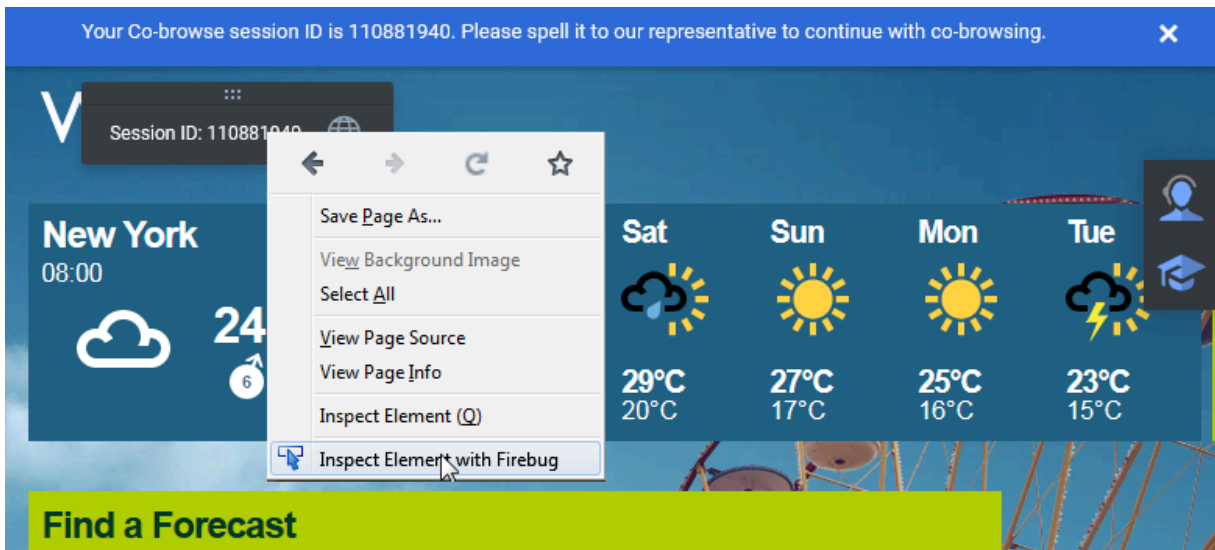 Your Co-browse session ID is 110881940. Please spell it to our representative to continue with co-browsing.
Session ID: 110881940
Save Page As...
View Background Image
Select All
View Page Source
View Page Info
Inspect Element (Q)
Inspect Element with Firebug
New York
08:00
24
6
Sat Sun Mon Tue
29°C 27°C 25°C 23°C
20°C 17°C 16°C 15°C
Find a Forecast